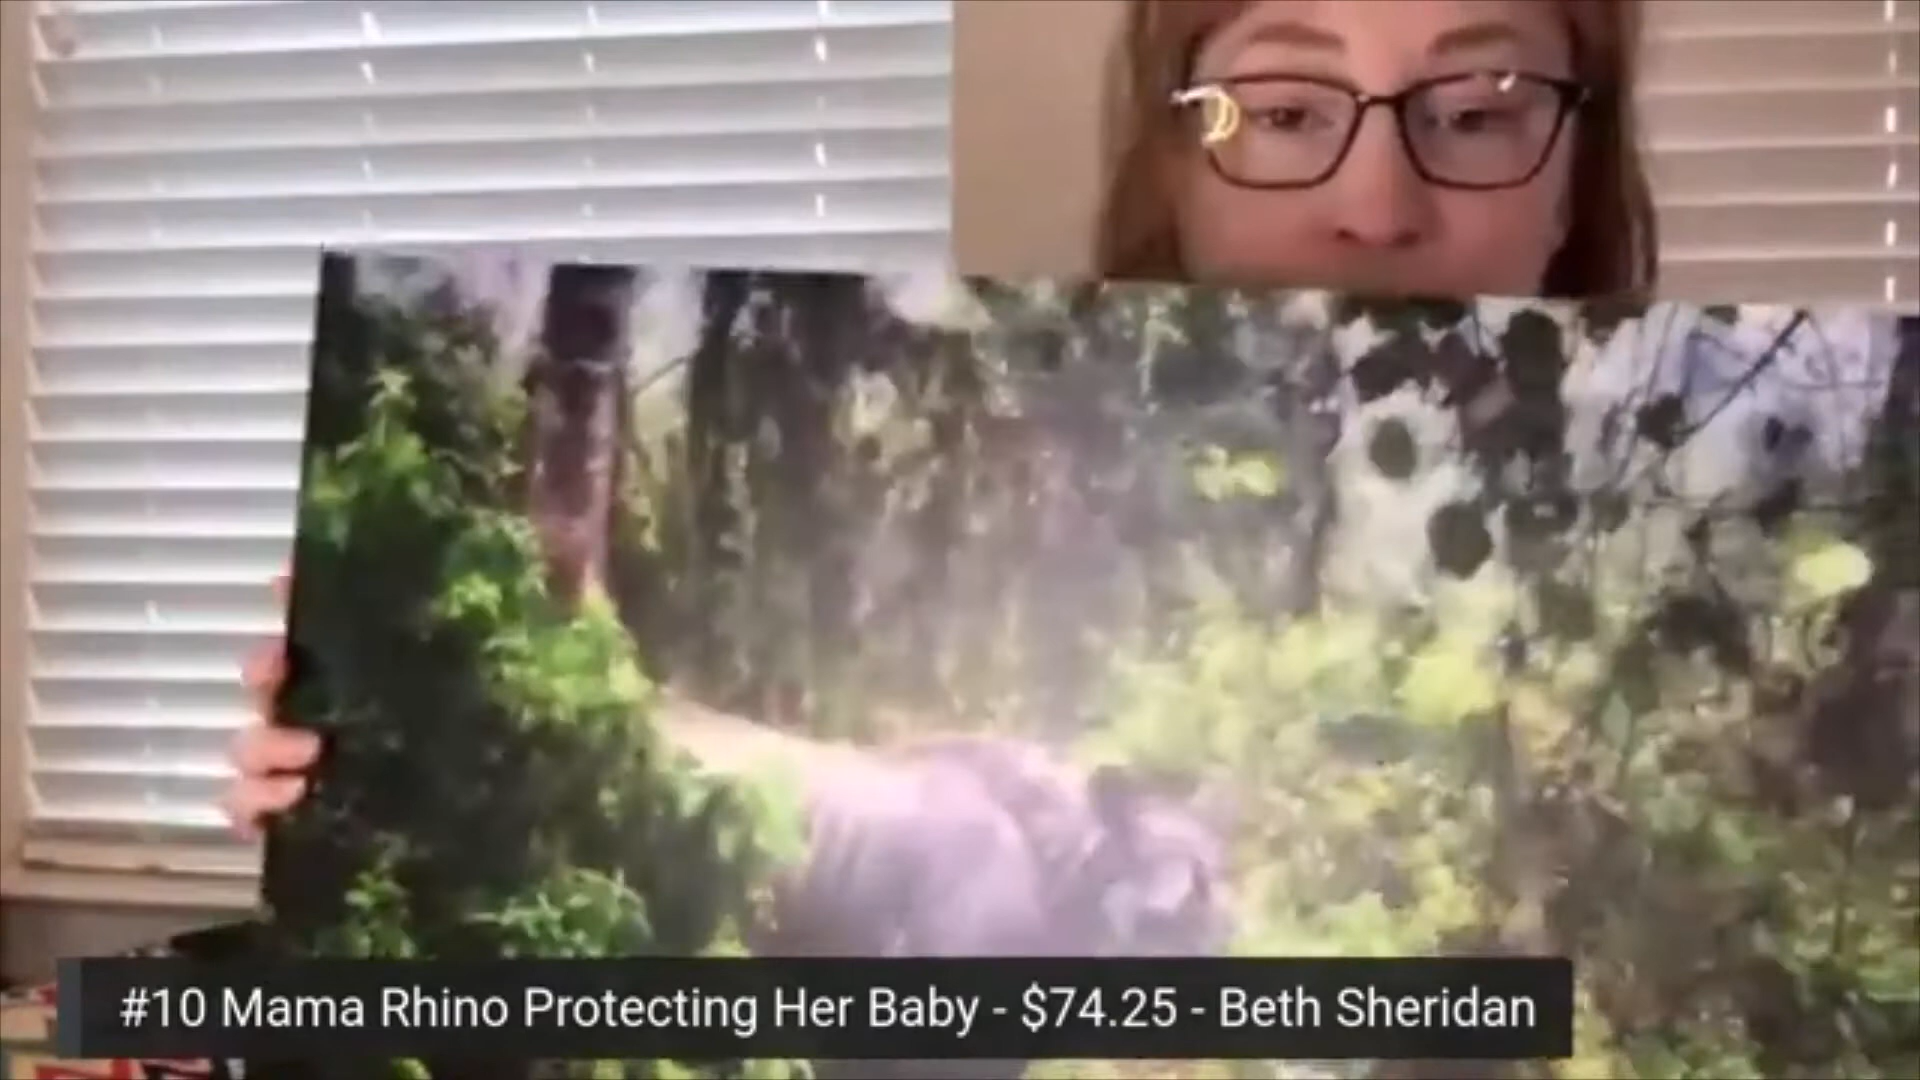 #10 Mama Rhino Protecting Her Baby - $74.25 - Beth Sheridan